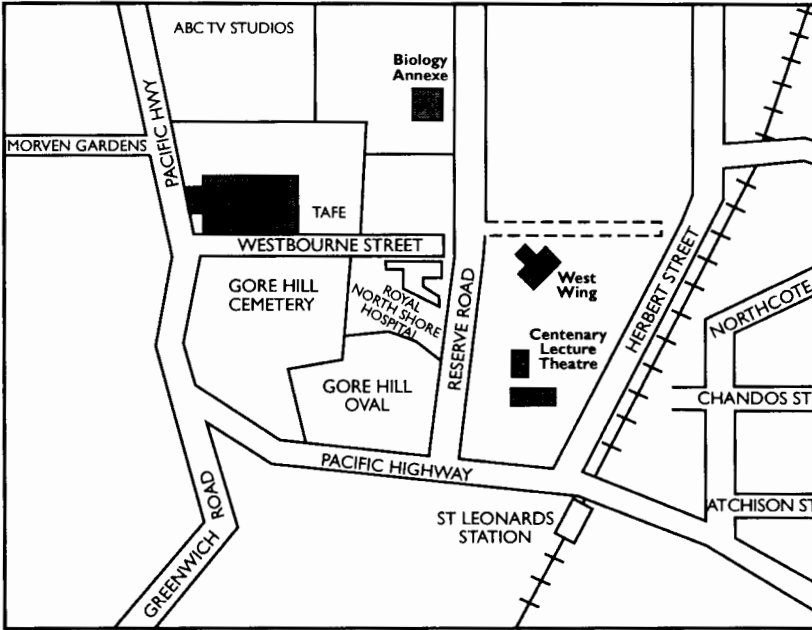 ABC TV STUDIOS
Biology
Annexe
PACIFIC HWY
MORVEN GARDENS
TAFE
WESTBOURNE STREET
GORE HILL
CEMETERY
ROYAL
NORTH SHORE
HOSPITAL
RESERVE ROAD
West
Wing
HERBERT STREET
NORTHCOTE
Centenary
Lecture
Theatre
GORE HILL
OVAL
CHANDOS ST
PACIFIC HIGHWAY
ATCHISON ST
ST LEONARDS
STATION
GREENWICH ROAD